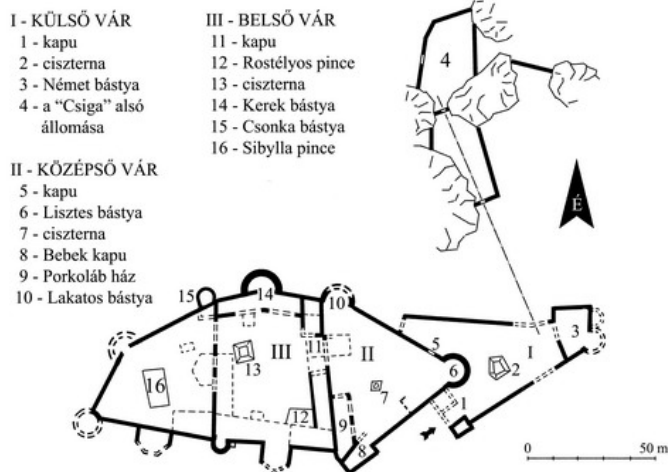 I - KÜLSŐ VÁR
1 - kapu
2 - ciszterna
3 - Német bástya
4 - a “Csiga” alsó
állomása
II - KÖZÉPSŐ VÁR
5 - kapu
6 - Lisztes bástya
7 - ciszterna
8 - Bebek kapu
9 - Porkoláb ház
10 - Lakatos bástya
III - BELSŐ VÁR
11 - kapu
12 - Rostélyos pince
13 - ciszterna
14 - Kerek bástya
15 - Csonka bástya
16 - Sibylla pince
4
É
15
14
10
3
5
I
11
III
II
13
6
2
16
7
1
12
9
8
0
50 m